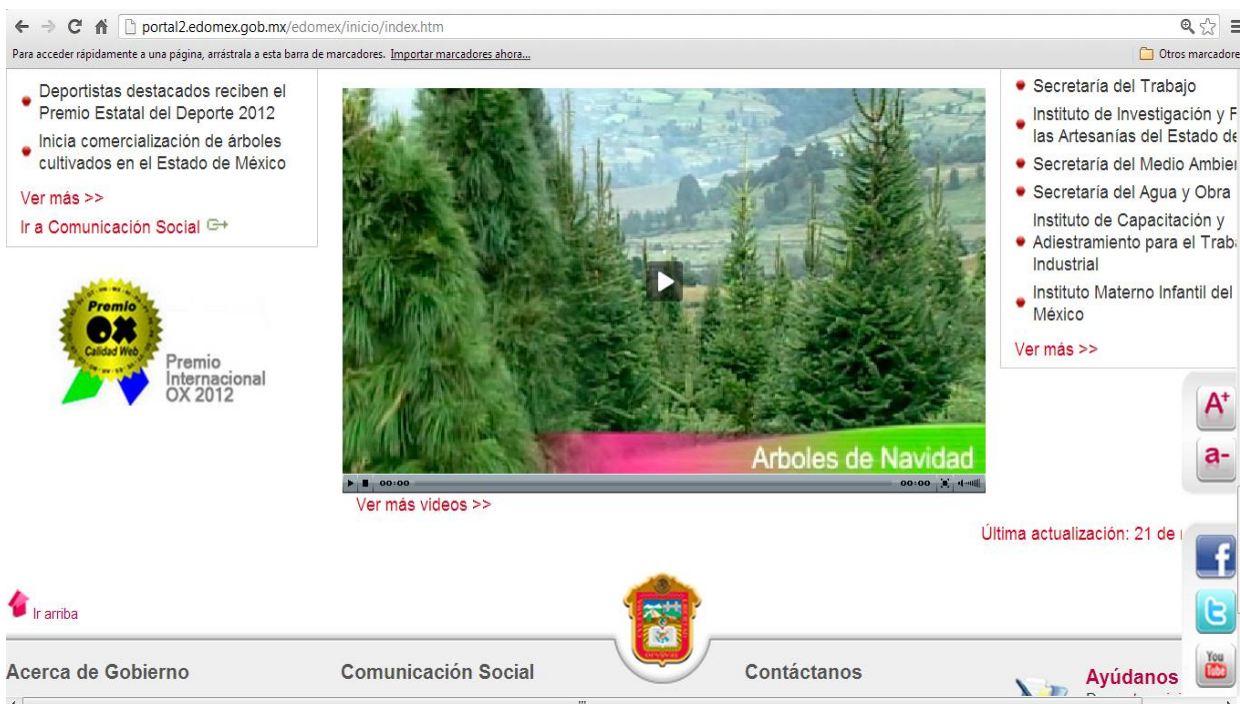 portal2.edomex.gob.mx/edomex/inicio/index.htm
Para acceder rápidamente a una página, arrástrala a esta barra de marcadores. Importar marcadores ahora...
Otros marcadore
Deportistas destacados reciben el
Premio Estatal del Deporte 2012
Inicia comercialización de árboles
cultivados en el Estado de México
Ver más >>
Ir a Comunicación Social
Premio
OX
Calidad Web
Premio
Internacional
OX 2012
Arboles de Navidad
00:00
00:00
Ver más videos >>
Secretaría del Trabajo
Instituto de Investigación y F
las Artesanías del Estado de
Secretaría del Medio Ambier
Secretaría del Agua y Obra
Instituto de Capacitación y
Adiestramiento para el Traba
Industrial
Instituto Materno Infantil del
México
Ver más >>
A+
a-
Última actualización: 21 de
f
t
You
Tube
Ir arriba
Acerca de Gobierno
Comunicación Social
Contáctanos
Ayúdanos